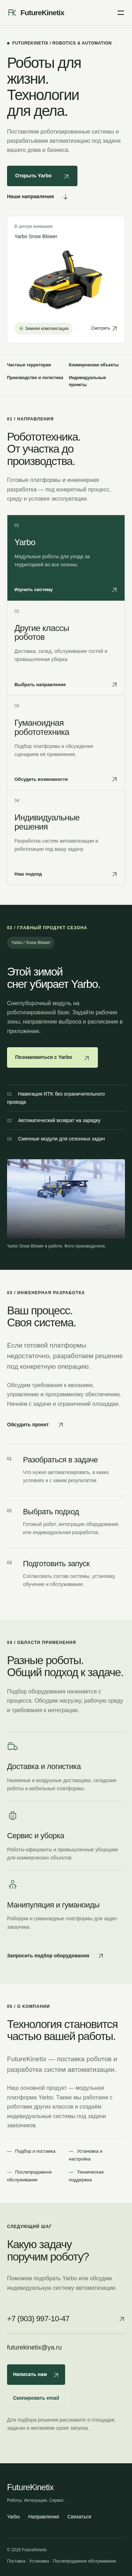 FutureKinetix
FUTUREKINETIX / ROBOTICS & AUTOMATION
Роботы для
жизни.
Технологии
для дела.
Поставляем роботизированные системы и
разрабатываем автоматизацию под задачи
вашего дома и бизнеса.
Открыть Yarbo
Наши направления
В центре внимания
Yarbo Snow Blower
Зимняя комплектация
Смотреть
Частные территории
Коммерческие объекты
Производство и логистика
Индивидуальные
проекты
01 / НАПРАВЛЕНИЯ
Робототехника.
От участка до
производства.
Готовые платформы и инженерная
разработка — под конкретный процесс,
среду и условия эксплуатации.
01
Yarbo
Модульные роботы для ухода за
территорией во все сезоны.
Изучить систему
02
Другие классы
роботов
Доставка, склад, обслуживание гостей и
промышленная уборка.
Выбрать направление
03
Гуманоидная
робототехника
Подбор платформы и обсуждение
сценариев её применения.
Обсудить возможности
04
Индивидуальные
решения
Разработка систем автоматизации и
роботизации под вашу задачу.
Наш подход
02 / ГЛАВНЫЙ ПРОДУКТ СЕЗОНА
Yarbo / Snow Blower
Этой зимой
снег убирает Yarbo.
Снегоуборочный модуль на
роботизированной базе. Задайте рабочие
зоны, направление выброса и расписание в
приложении.
Познакомиться с Yarbo
01 Навигация RTK без ограничительного
провода
02 Автоматический возврат на зарядку
03 Сменные модули для сезонных задач
Yarbo Snow Blower в работе. Фото производителя.
03 / ИНЖЕНЕРНАЯ РАЗРАБОТКА
Ваш процесс.
Своя система.
Если готовой платформы
недостаточно, разрабатываем решение
под конкретную операцию.
Обсудим требования к механике,
управлению и программному обеспечению.
Начнём с задачи и ограничений площадки.
Обсудить проект
01 Разобраться в задаче
Что нужно автоматизировать, в каких
условиях и с каким результатом.
02 Выбрать подход
Готовый робот, интеграция оборудования
или индивидуальная разработка.
03 Подготовить запуск
Согласовать состав системы, установку,
обучение и обслуживание.
04 / ОБЛАСТИ ПРИМЕНЕНИЯ
Разные роботы.
Общий подход к задаче.
Подбор оборудования начинается с
процесса. Обсудим нагрузку, рабочую среду
и требования к интеграции.
Доставка и логистика
Наземные и воздушные доставщики, складские
роботы и мобильные платформы.
Сервис и уборка
Роботы-официанты и промышленные уборщики
для коммерческих объектов.
Манипуляция и гуманоиды
Роборуки и гуманоидные платформы для задач
заказчика.
Запросить подбор оборудования
05 / О КОМПАНИИ
Технология становится
частью вашей работы.
FutureKinetix — поставка роботов и
разработка систем автоматизации.
Наш основной продукт — модульная
платформа Yarbo. Также мы работаем с
роботами других классов и создаём
индивидуальные системы под задачи
заказчиков.
— Подбор и поставка
— Установка и
настройка
— Послепродажное
обслуживание
— Техническая
поддержка
СЛЕДУЮЩИЙ ШАГ
Какую задачу
поручим роботу?
Поможем подобрать Yarbo или обсудим
индивидуальную систему автоматизации.
+7 (903) 997-10-47
futurekinetix@ya.ru
Написать нам
Скопировать email
Для подбора решения расскажите о площадке,
задачах и желаемом сроке запуска.
FutureKinetix
Роботы. Интеграция. Сервис.
Yarbo Направления Связаться
© 2026 FutureKinetix
Поставка · Установка · Послепродажное обслуживание